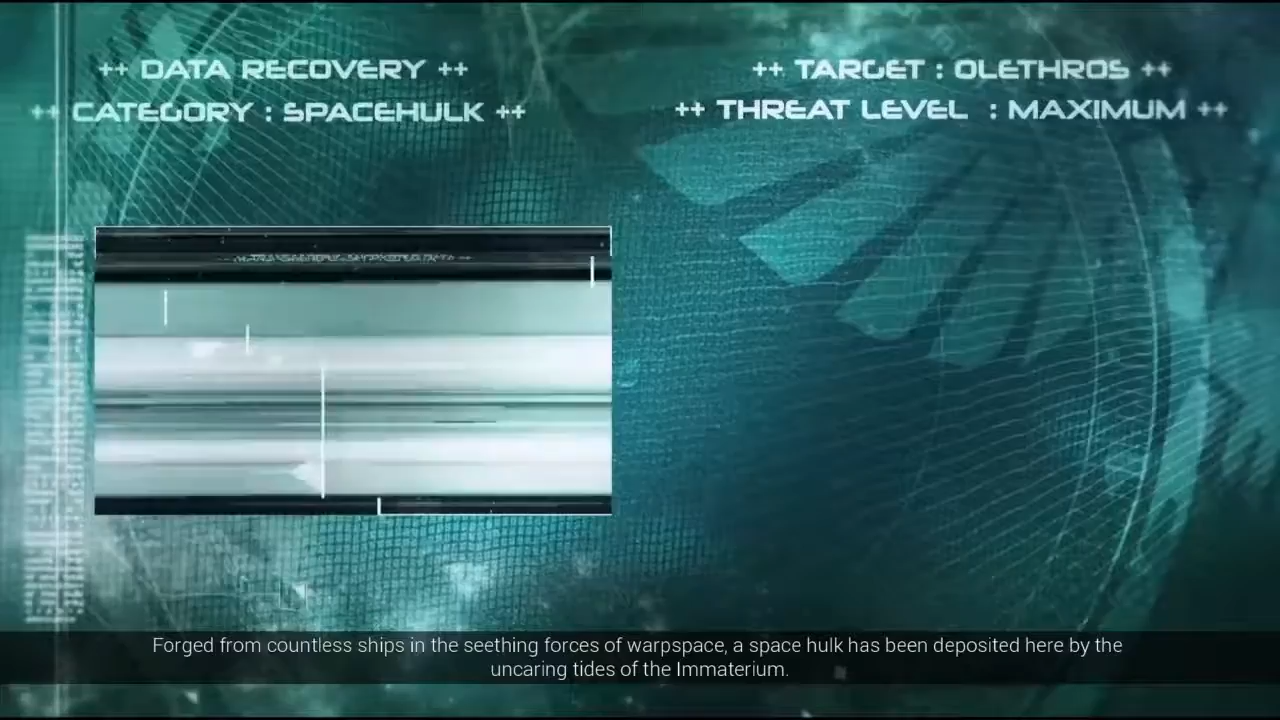 ++ DATA RECOVERY ++
++ TARGET : OLETHROS ++
++ CATEGORY : SPACEHULK ++
++ THREAT LEVEL : MAXIMUM ++
Forged from countless ships in the seething forces of warpspace, a space hulk has been deposited here by the
uncaring tides of the Immaterium.